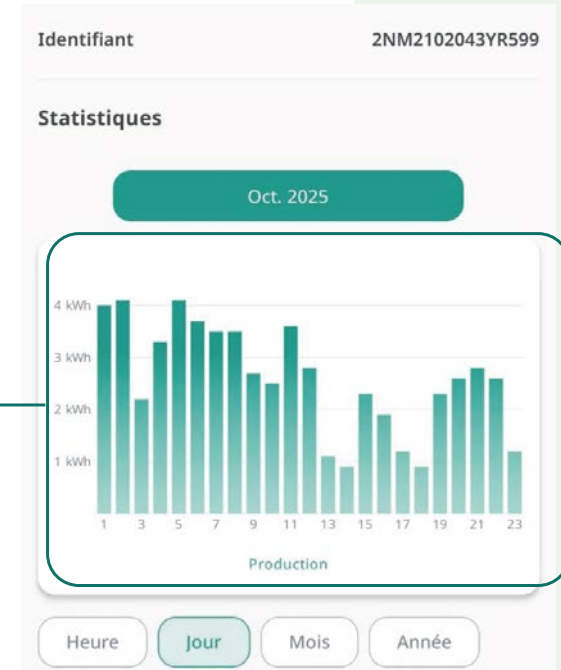 Identifiant 2NM2102043YR599
Statistiques
Oct. 2025
4 kWh
3 kWh
2 kWh
1 kWh
1 3 5 7 9 11 13 15 17 19 21 23
Production
Heure Jour Mois Année